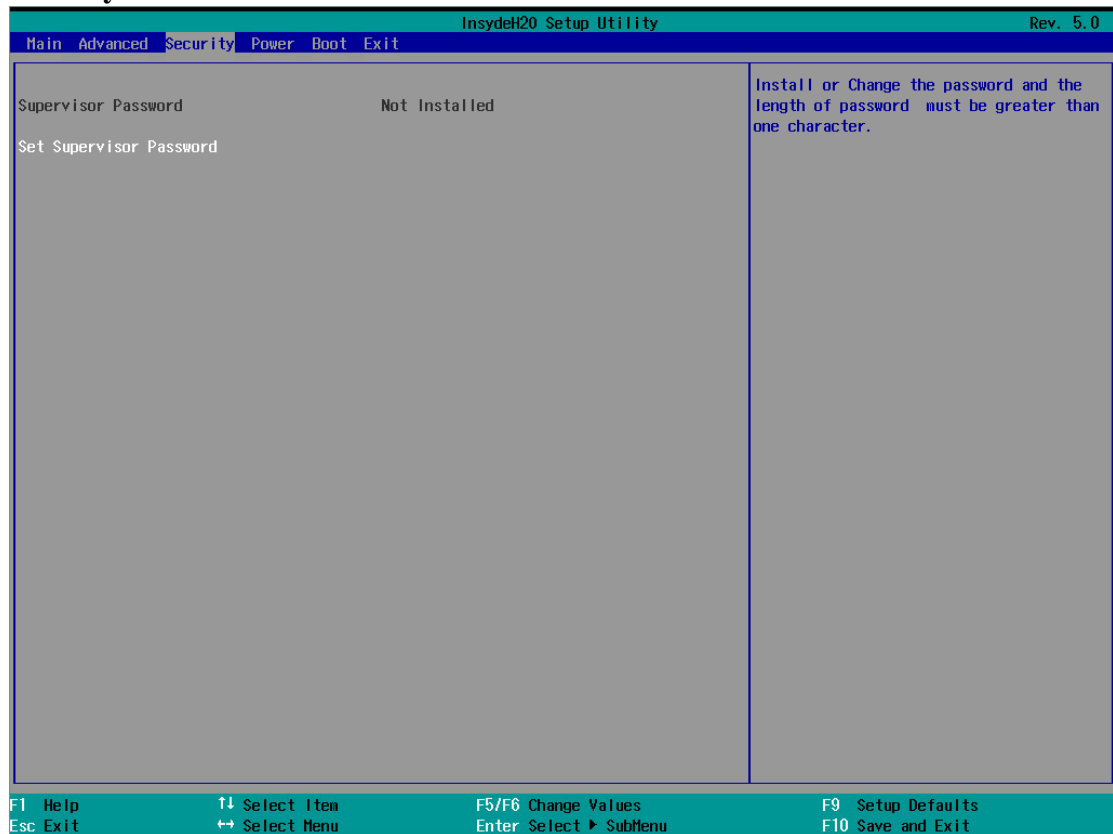 InsydeH20 Setup Utility Rev. 5.0
Main Advanced Security Power Boot Exit
Supervisor Password Not Installed
Set Supervisor Password
Install or Change the password and the
length of password must be greater than
one character.
F1 Help ↑↓ Select Item F5/F6 Change Values F9 Setup Defaults
Esc Exit ↔ Select Menu Enter Select ▶ SubMenu F10 Save and Exit